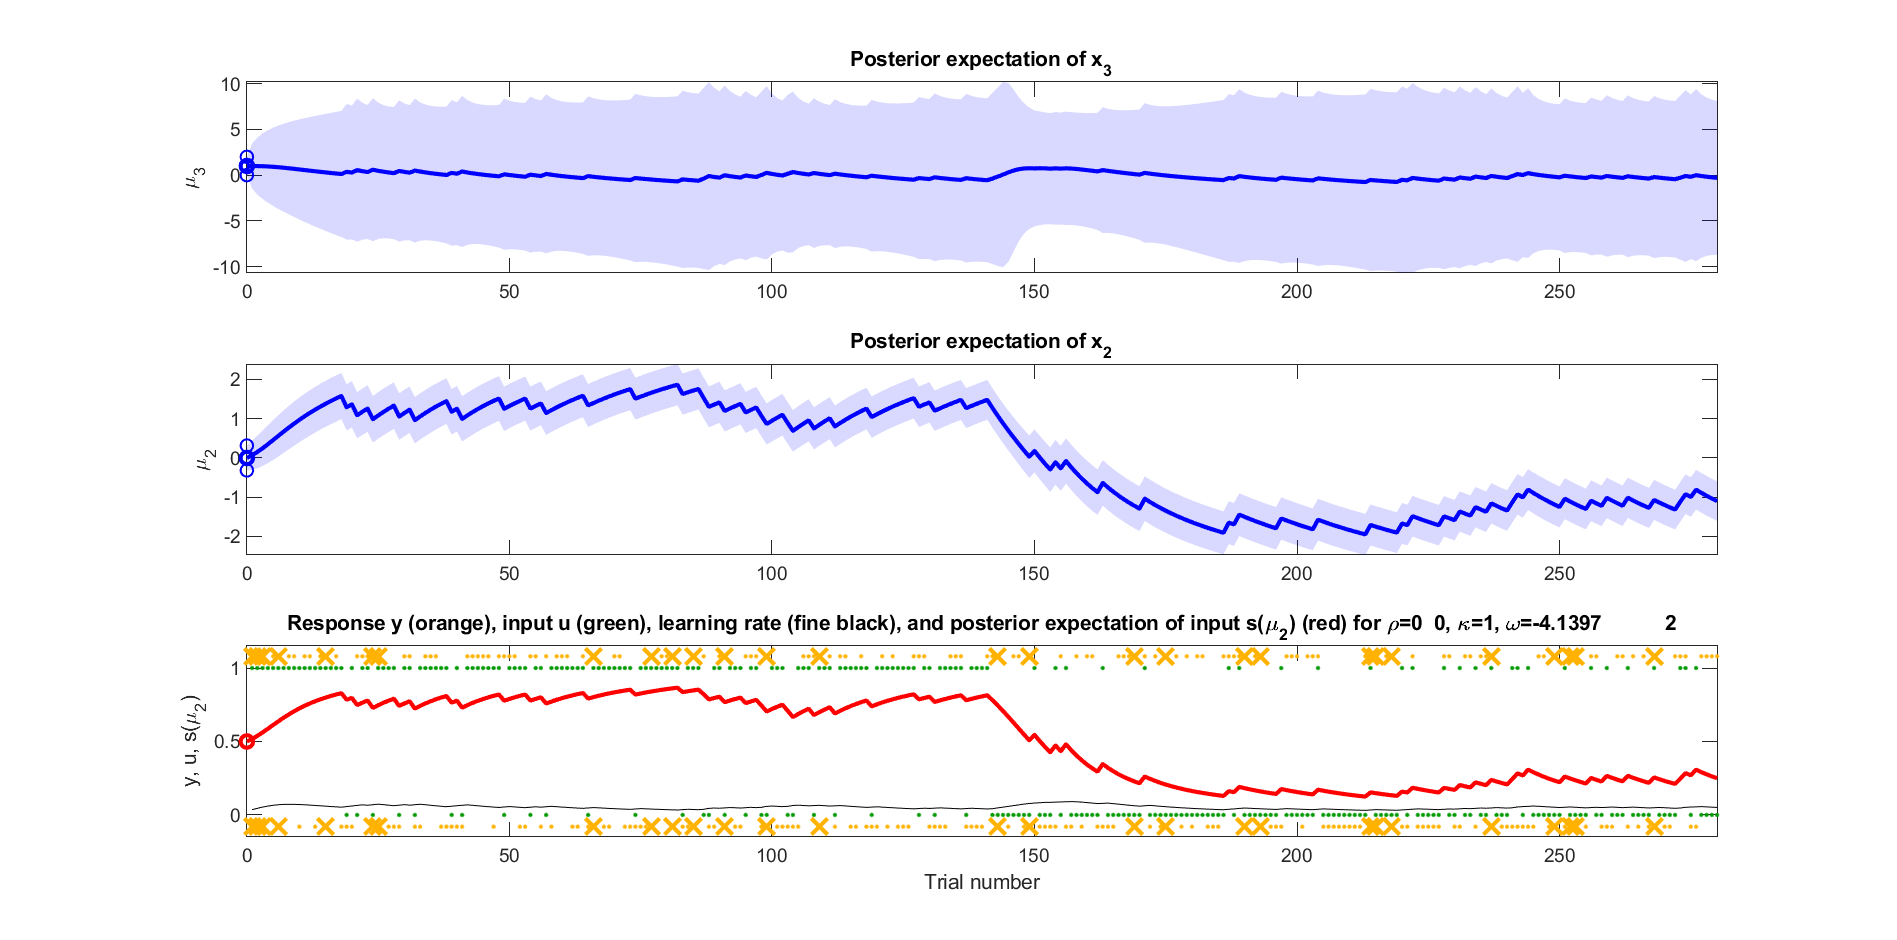 Posterior expectation of x3
10
5
0
-5
-10
μ3
0 50 100 150 200 250
Posterior expectation of x2
2
1
0
-1
-2
μ2
0 50 100 150 200 250
Response y (orange), input u (green), learning rate (fine black), and posterior expectation of input s(μ2) (red) for ρ=0 0, κ=1, ω=-4.1397 2
1
0.5
0
y, u, s(μ2)
0 50 100 150 200 250
Trial number